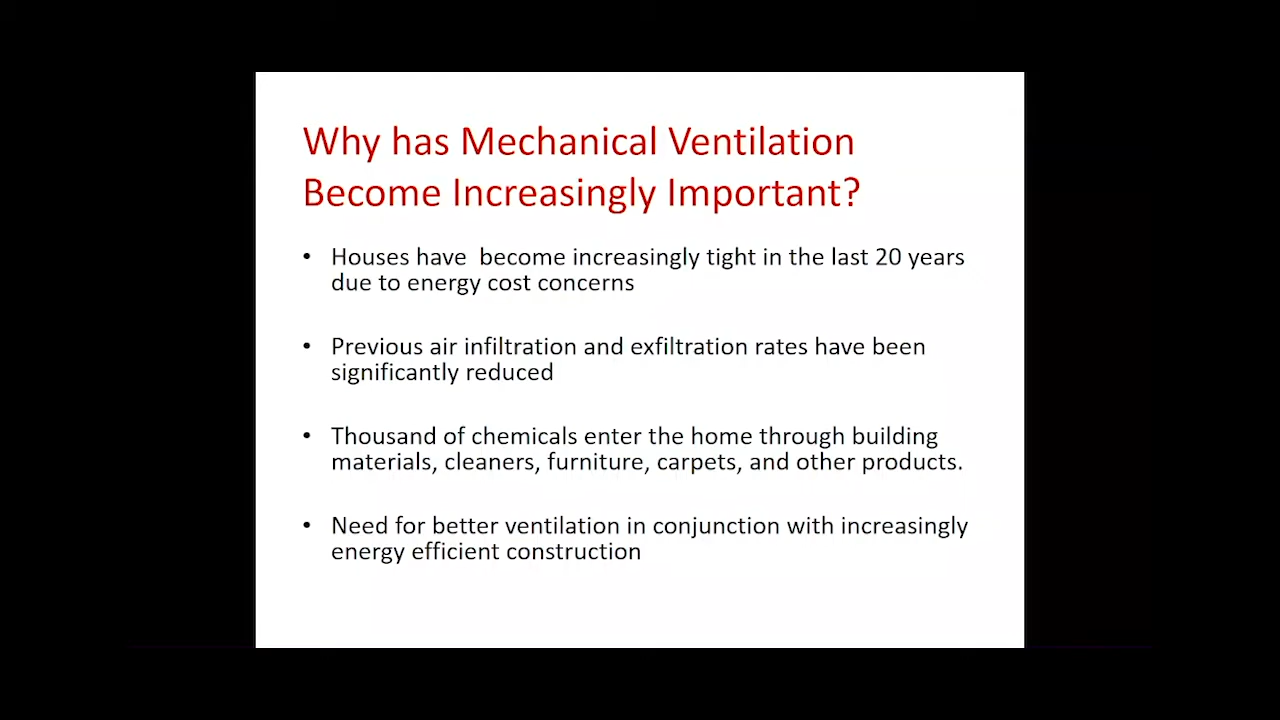 Why has Mechanical Ventilation
Become Increasingly Important?
• Houses have  become increasingly tight in the last 20 years
due to energy cost concerns
• Previous air infiltration and exfiltration rates have been
significantly reduced
• Thousand of chemicals enter the home through building
materials, cleaners, furniture, carpets, and other products.
• Need for better ventilation in conjunction with increasingly
energy efficient construction